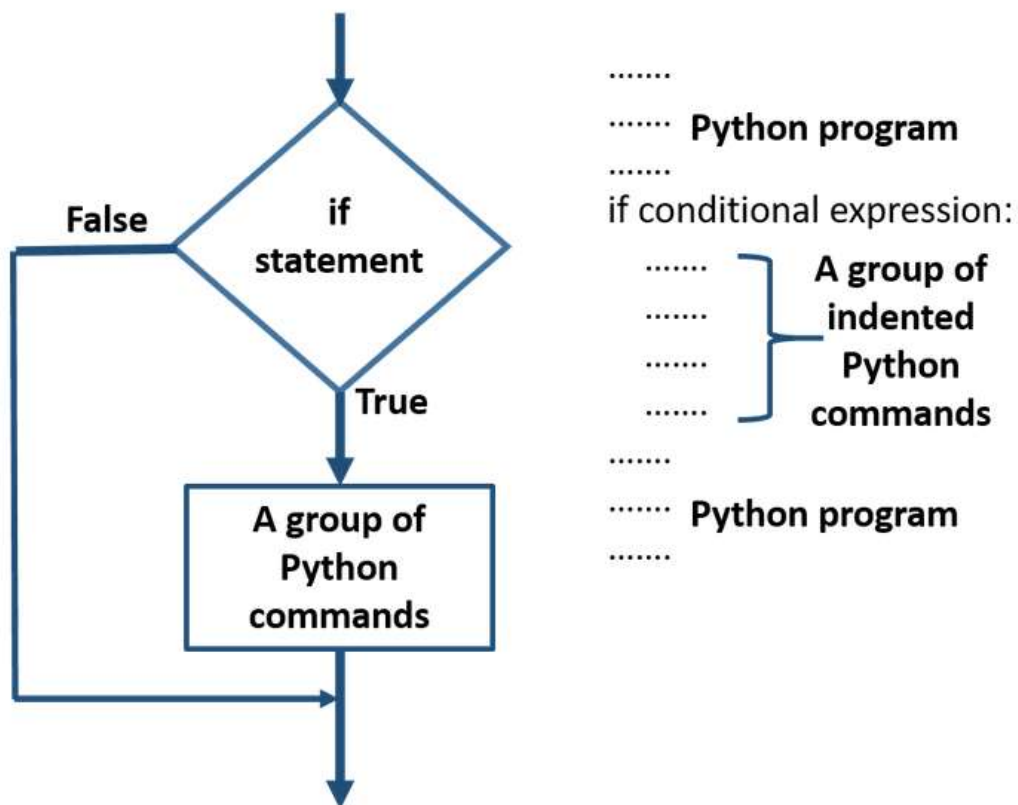 False
if
statement
True
A group of
Python
commands
.......
....... Python program
.......
if conditional expression:
....... A group of
....... indented
....... Python
....... commands
.......
....... Python program
.......